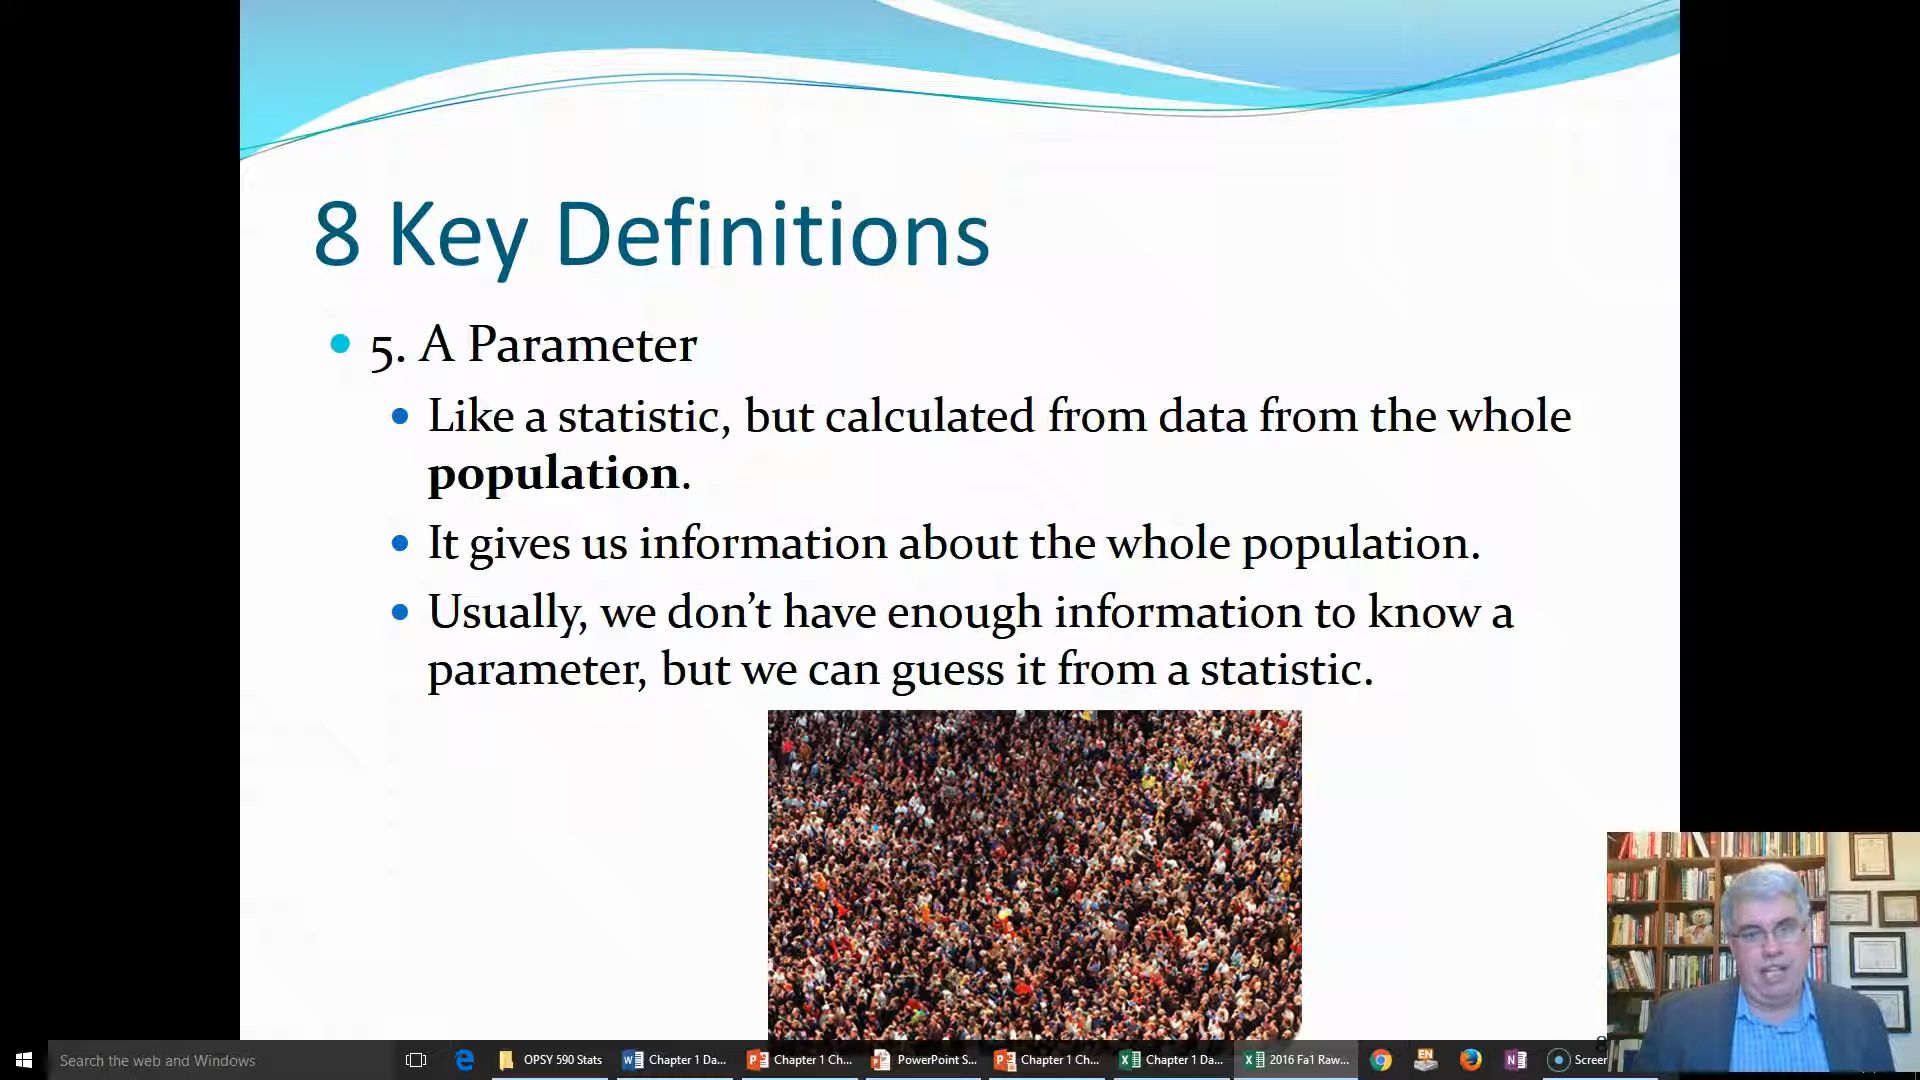 8 Key Definitions
5. A Parameter
Like a statistic, but calculated from data from the whole
population.
It gives us information about the whole population.
Usually, we don’t have enough information to know a
parameter, but we can guess it from a statistic.
Search the web and Windows
OPSY 590 Stats
Chapter 1 Da...
Chapter 1 Ch...
PowerPoint S...
Chapter 1 Ch...
Chapter 1 Da...
2016 Fa1 Raw...
EN
Screen